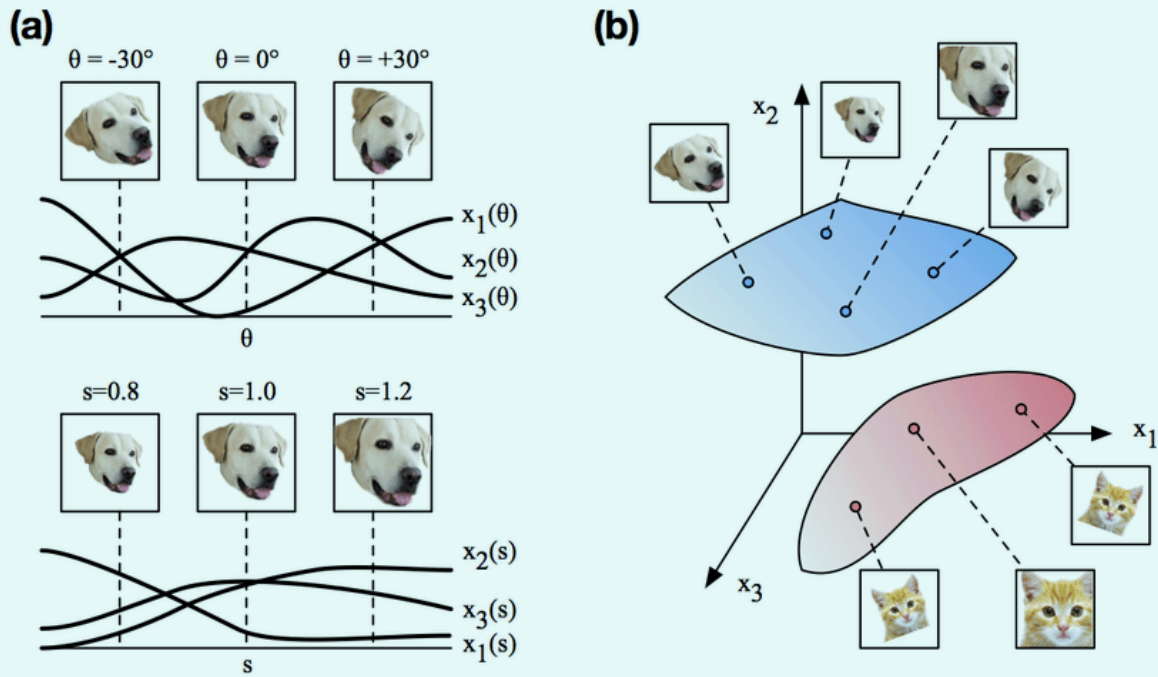 (a)
θ = -30°
θ = 0°
θ = +30°
x1(θ)
x2(θ)
x3(θ)
θ
s=0.8
s=1.0
s=1.2
x2(s)
x3(s)
x1(s)
s
(b)
x2
x1
x3